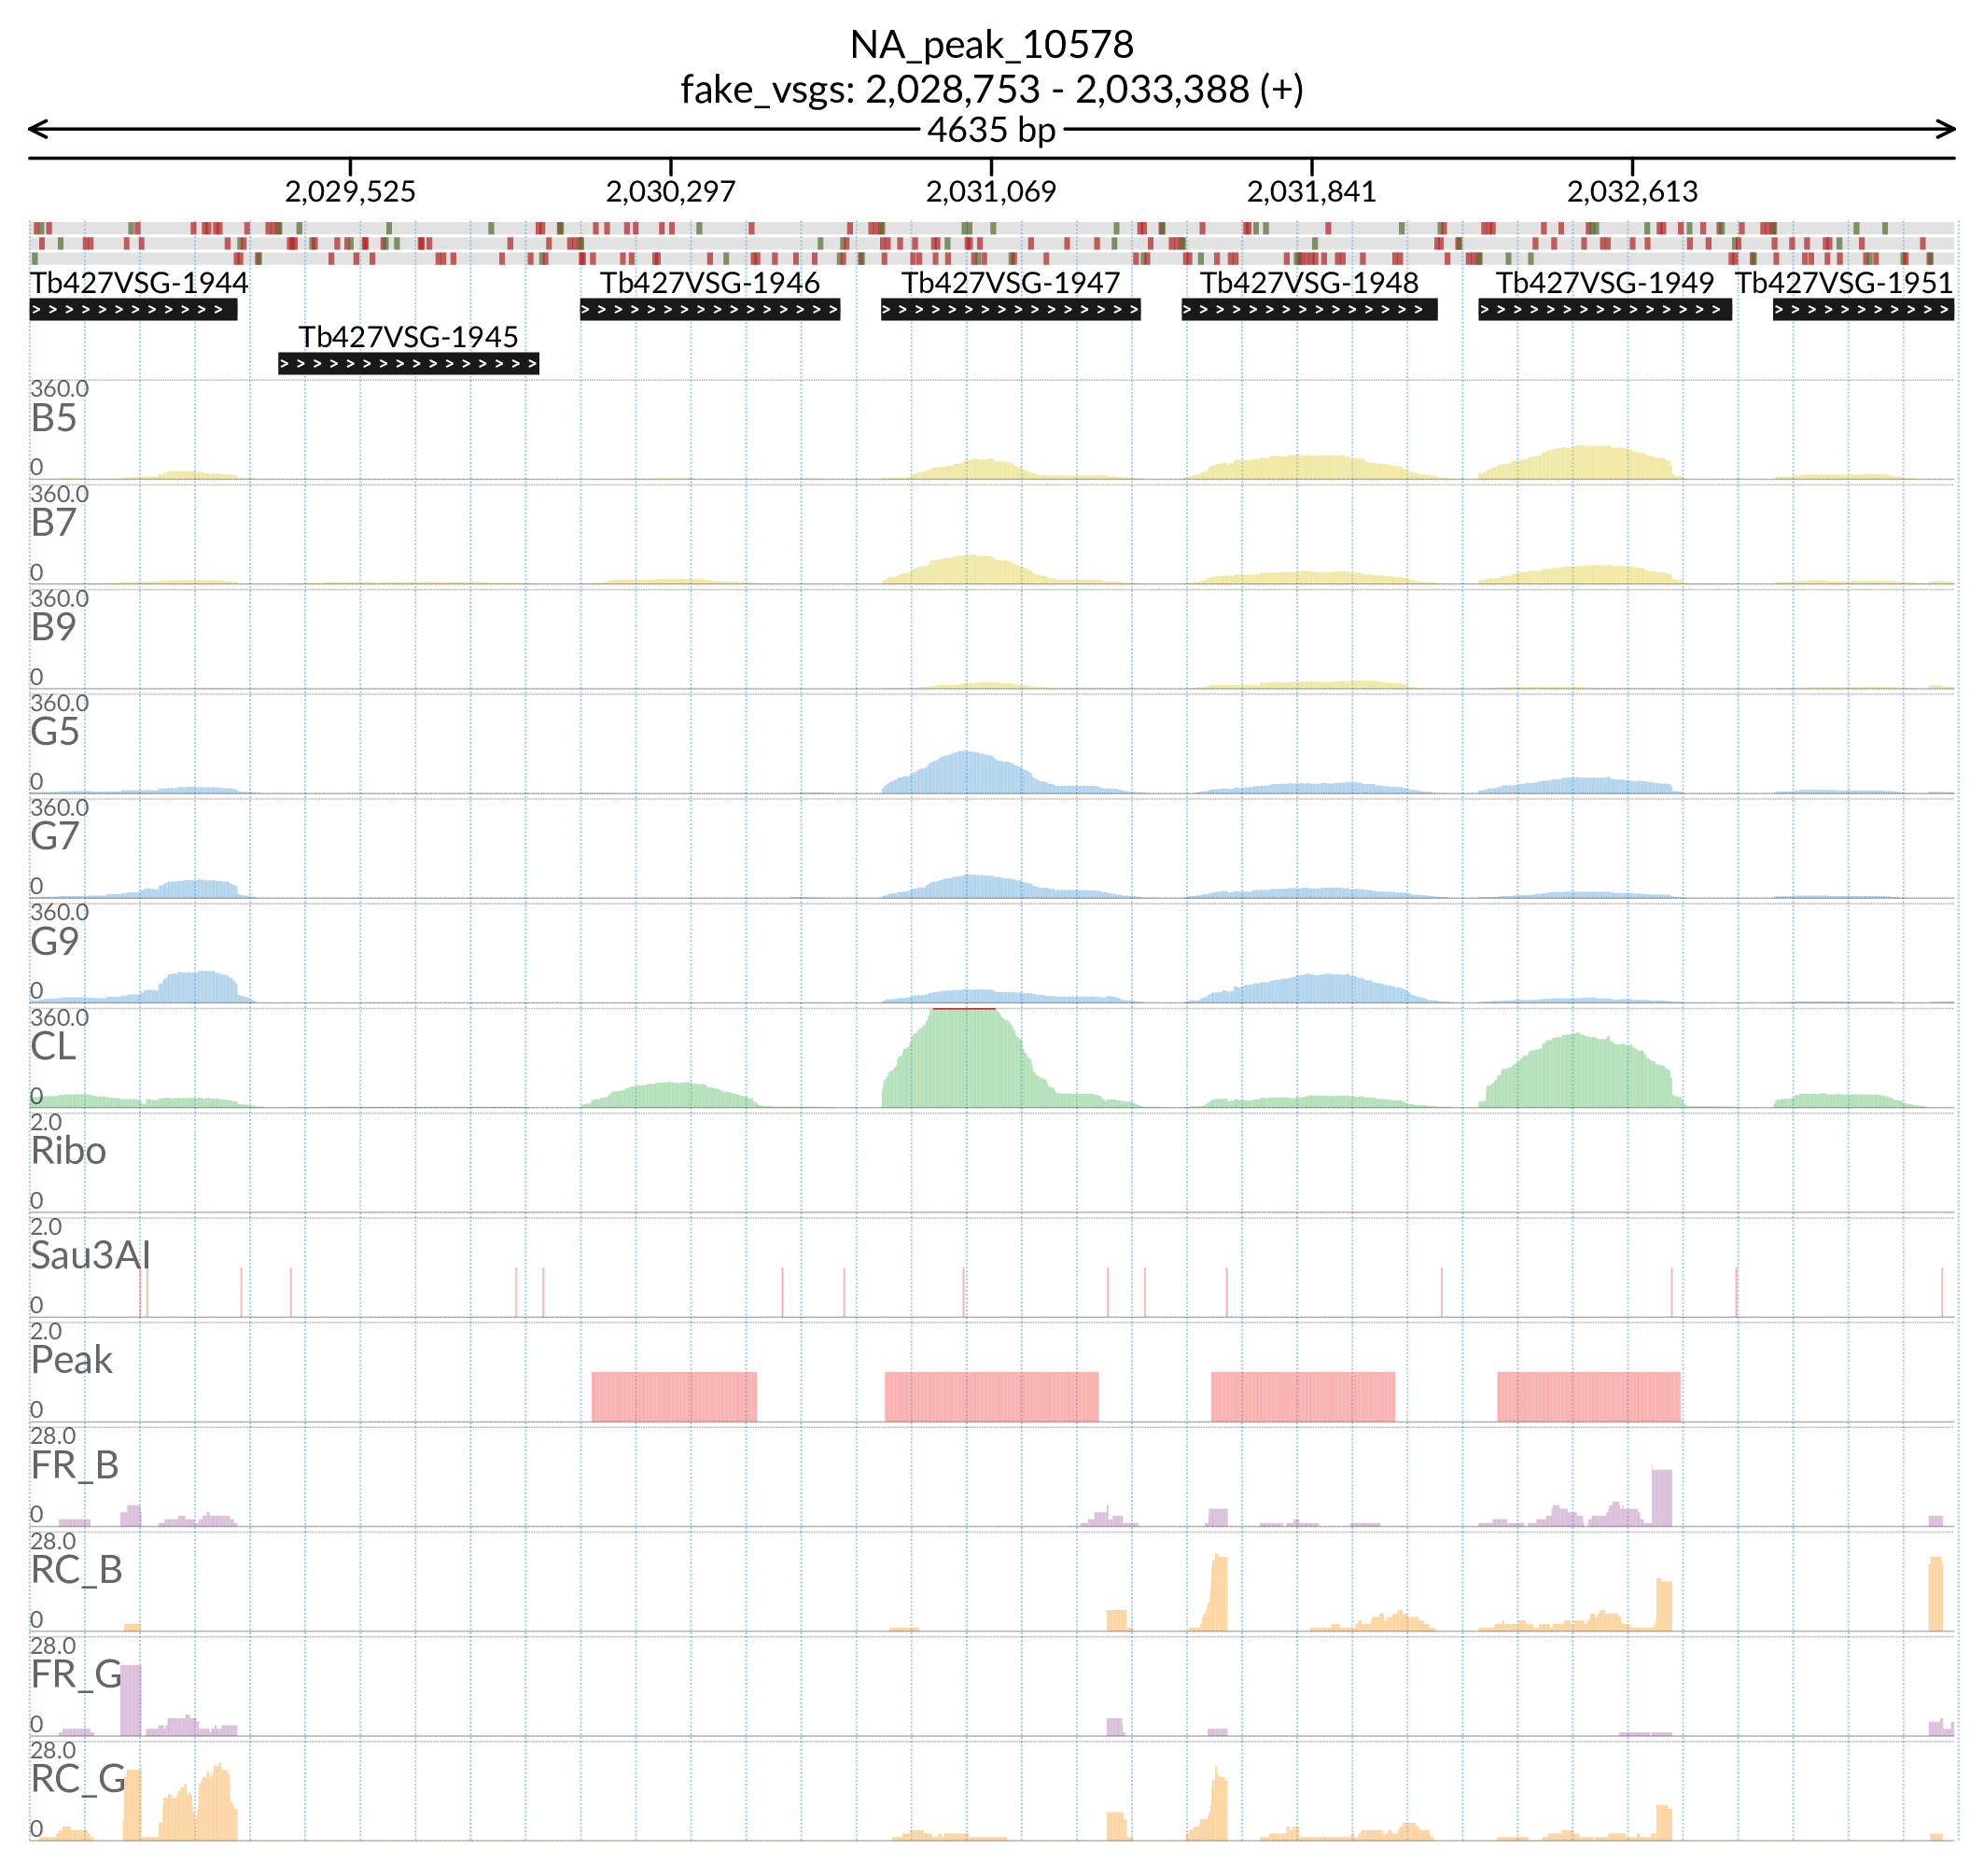 NA_peak_10578
fake_vsgs: 2,028,753 - 2,033,388 (+)
4635 bp
2,029,525 2,030,297 2,031,069 2,031,841 2,032,613
Tb427VSG-1944 Tb427VSG-1946 Tb427VSG-1947 Tb427VSG-1948 Tb427VSG-1949 Tb427VSG-1951
Tb427VSG-1945
360.0
B5
0
360.0
B7
0
360.0
B9
0
360.0
G5
0
360.0
G7
0
360.0
G9
0
360.0
CL
0
2.0
Ribo
0
2.0
Sau3AI
0
2.0
Peak
0
28.0
FR_B
0
28.0
RC_B
0
28.0
FR_G
0
28.0
RC_G
0